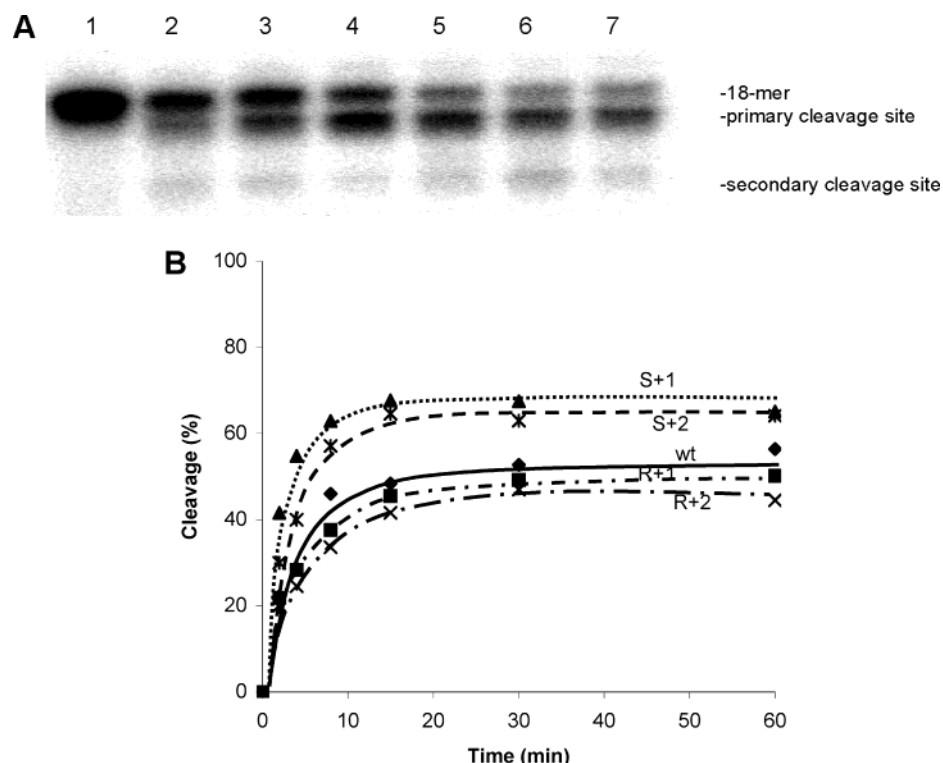 A
1 2 3 4 5 6 7
-18-mer
-primary cleavage site
-secondary cleavage site
B
100
80
60
40
20
0
Cleavage (%)
S+1
S+2
wt
R+1
R+2
0 10 20 30 40 50 60
Time (min)